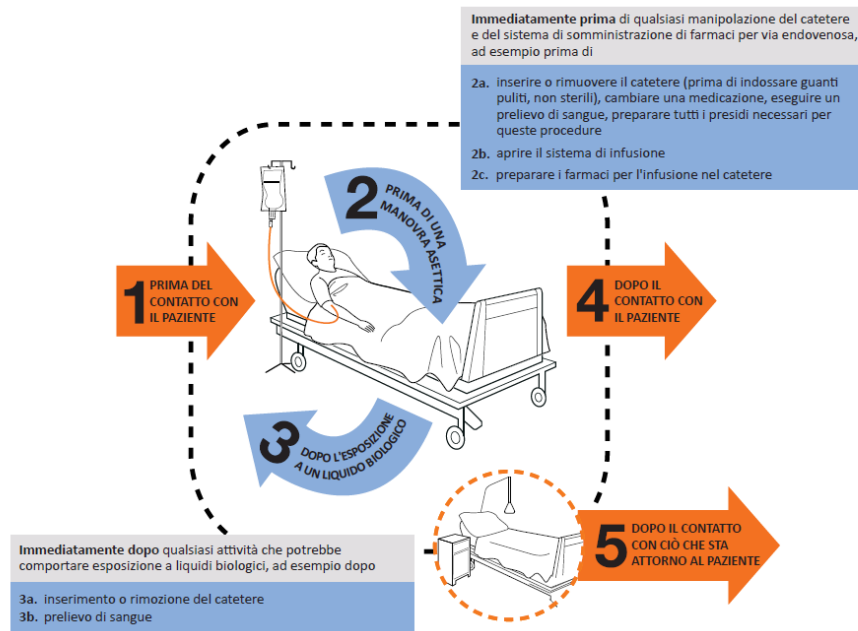 Immediatamente prima di qualsiasi manipolazione del catetere
e del sistema di somministrazione di farmaci per via endovenosa,
ad esempio prima di
2a. inserire o rimuovere il catetere (prima di indossare guanti
puliti, non sterili), cambiare una medicazione, eseguire un
prelievo di sangue, preparare tutti i presidi necessari per
queste procedure
2b. aprire il sistema di infusione
2c. preparare i farmaci per l'infusione nel catetere
1 PRIMA DEL
CONTATTO CON
IL PAZIENTE
2 PRIMA DI UNA
MANOVRA ASETTICA
3 DOPO L'ESPOSIZIONE
A UN LIQUIDO BIOLOGICO
4 DOPO IL
CONTATTO CON
IL PAZIENTE
5 DOPO IL CONTATTO
CON CIÒ CHE STA
ATTORNO AL PAZIENTE
Immediatamente dopo qualsiasi attività che potrebbe
comportare esposizione a liquidi biologici, ad esempio dopo
3a. inserimento o rimozione del catetere
3b. prelievo di sangue